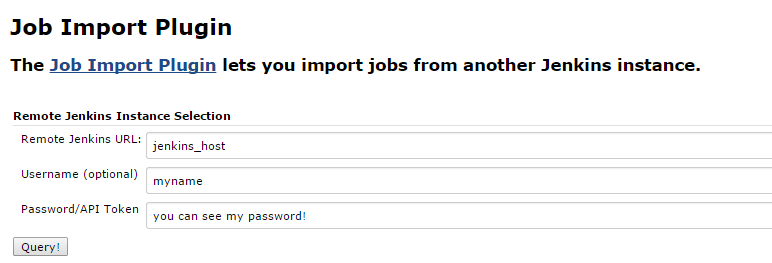 Job Import Plugin
The Job Import Plugin lets you import jobs from another Jenkins instance.
Remote Jenkins Instance Selection
Remote Jenkins URL: jenkins_host
Username (optional) myname
Password/API Token you can see my password!
Query!